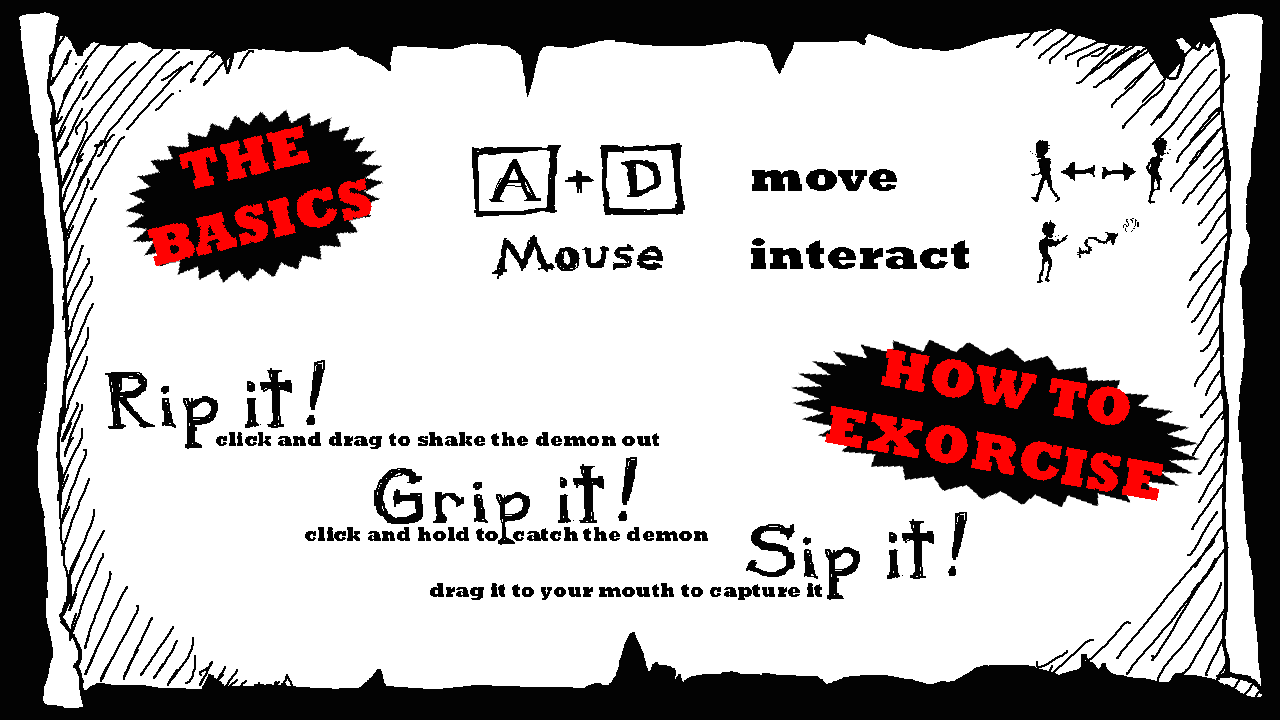 THE
BASICS
A + D move
Mouse interact
Rip it!
click and drag to shake the demon out
HOW TO
EXORCISE
Grip it!
click and hold to catch the demon
Sip it!
drag it to your mouth to capture it